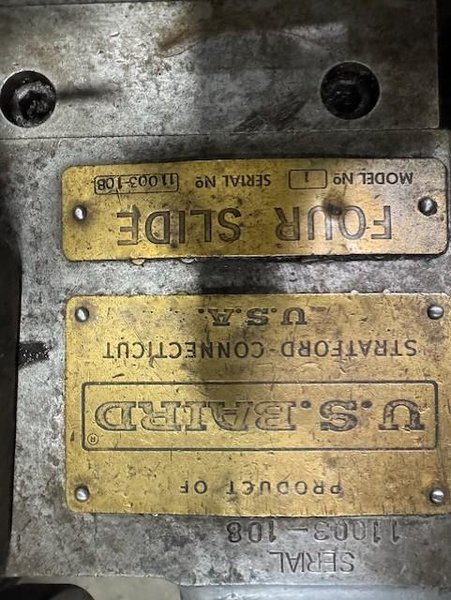 SERIAL
11003-108
PRODUCT OF
U.S. BAIRD ®
STRATFORD-CONNECTICUT
U.S.A.
FOUR SLIDE
MODEL Nº 1 SERIAL Nº 11003-108